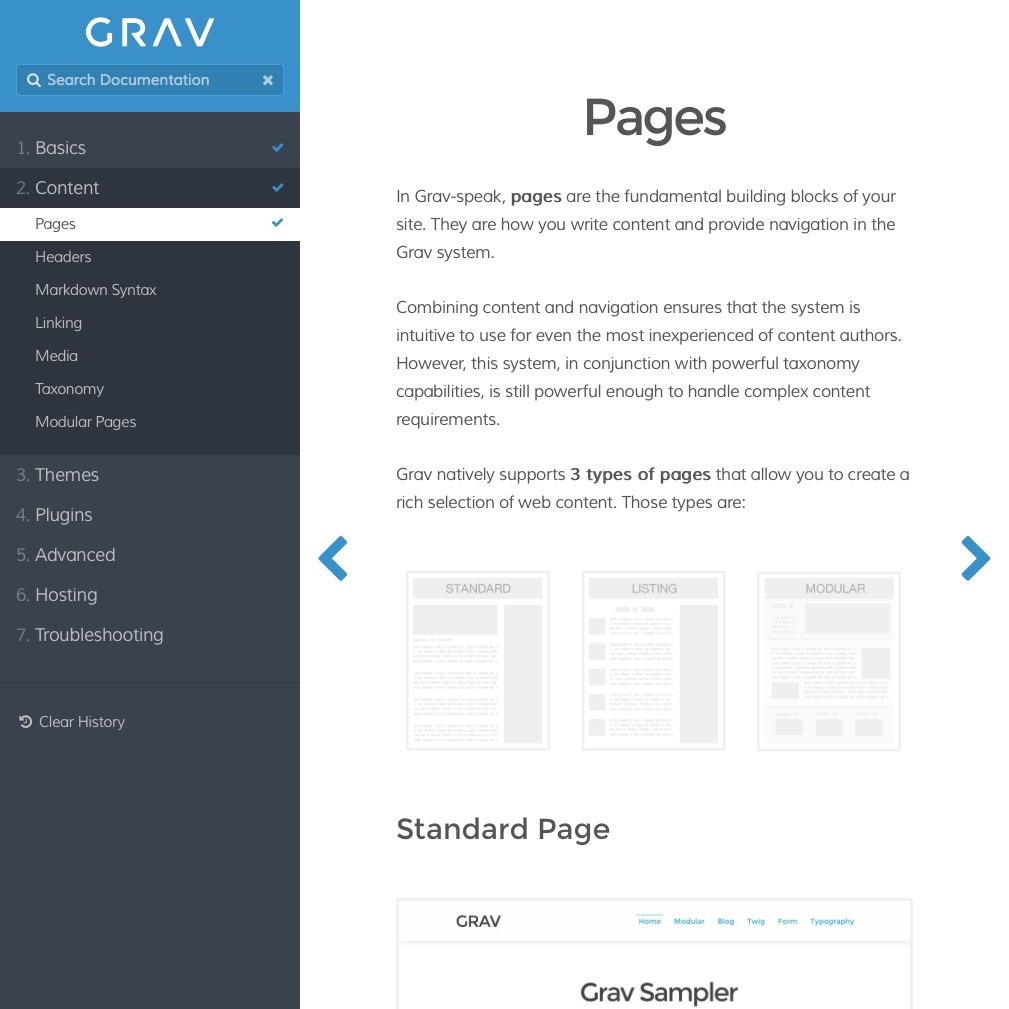 GRAV
Search Documentation
1. Basics
2. Content
Pages
Headers
Markdown Syntax
Linking
Media
Taxonomy
Modular Pages
3. Themes
4. Plugins
5. Advanced
6. Hosting
7. Troubleshooting
Clear History
Pages
In Grav-speak, pages are the fundamental building blocks of your
site. They are how you write content and provide navigation in the
Grav system.
Combining content and navigation ensures that the system is
intuitive to use for even the most inexperienced of content authors.
However, this system, in conjunction with powerful taxonomy
capabilities, is still powerful enough to handle complex content
requirements.
Grav natively supports 3 types of pages that allow you to create a
rich selection of web content. Those types are:
STANDARD LISTING MODULAR
Standard Page
GRAV Home Modular Blog Twig Form Typography
Grav Sampler